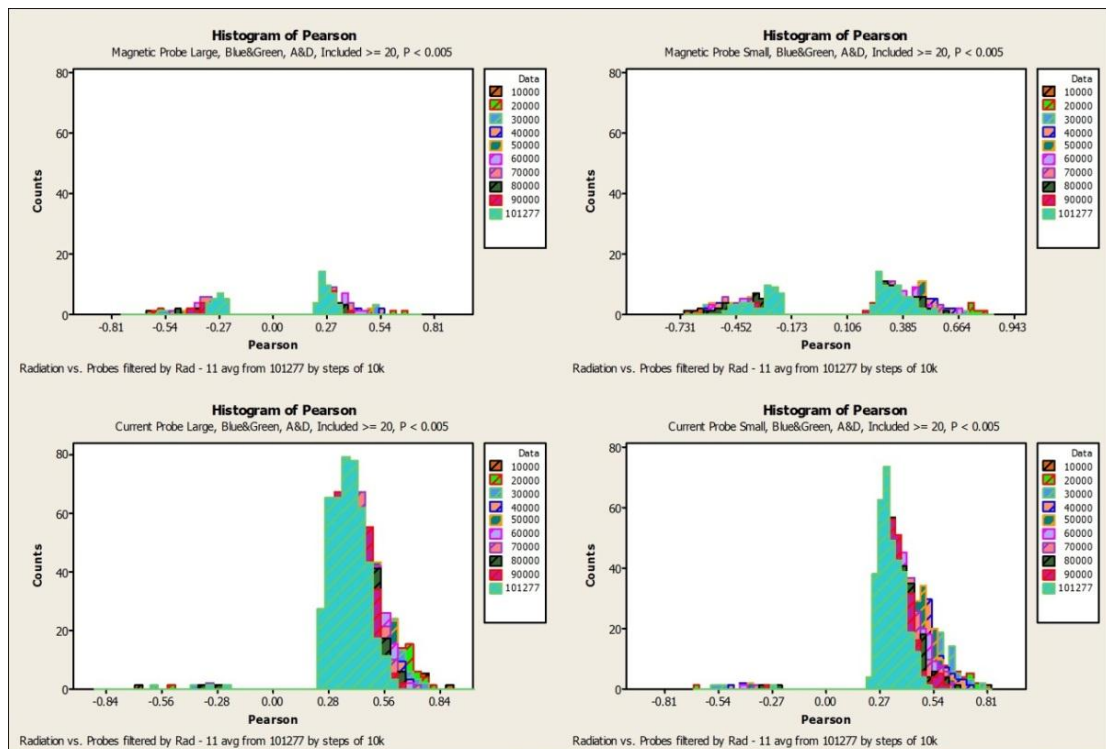 Histogram of Pearson
Magnetic Probe Large, Blue&Green, A&D, Included >= 20, P < 0.005
80
60
40
20
0
Counts
-0.81 -0.54 -0.27 0.00 0.27 0.54 0.81
Pearson
Data
10000
20000
30000
40000
50000
60000
70000
80000
90000
101277
Radiation vs. Probes filtered by Rad - 11 avg from 101277 by steps of 10k
Histogram of Pearson
Magnetic Probe Small, Blue&Green, A&D, Included >= 20, P < 0.005
80
60
40
20
0
Counts
-0.731 -0.452 -0.173 0.106 0.385 0.664 0.943
Pearson
Data
10000
20000
30000
40000
50000
60000
70000
80000
90000
101277
Radiation vs. Probes filtered by Rad - 11 avg from 101277 by steps of 10k
Histogram of Pearson
Current Probe Large, Blue&Green, A&D, Included >= 20, P < 0.005
80
60
40
20
0
Counts
-0.84 -0.56 -0.28 0.00 0.28 0.56 0.84
Pearson
Data
10000
20000
30000
40000
50000
60000
70000
80000
90000
101277
Radiation vs. Probes filtered by Rad - 11 avg from 101277 by steps of 10k
Histogram of Pearson
Current Probe Small, Blue&Green, A&D, Included >= 20, P < 0.005
80
60
40
20
0
Counts
-0.81 -0.54 -0.27 0.00 0.27 0.54 0.81
Pearson
Data
10000
20000
30000
40000
50000
60000
70000
80000
90000
101277
Radiation vs. Probes filtered by Rad - 11 avg from 101277 by steps of 10k